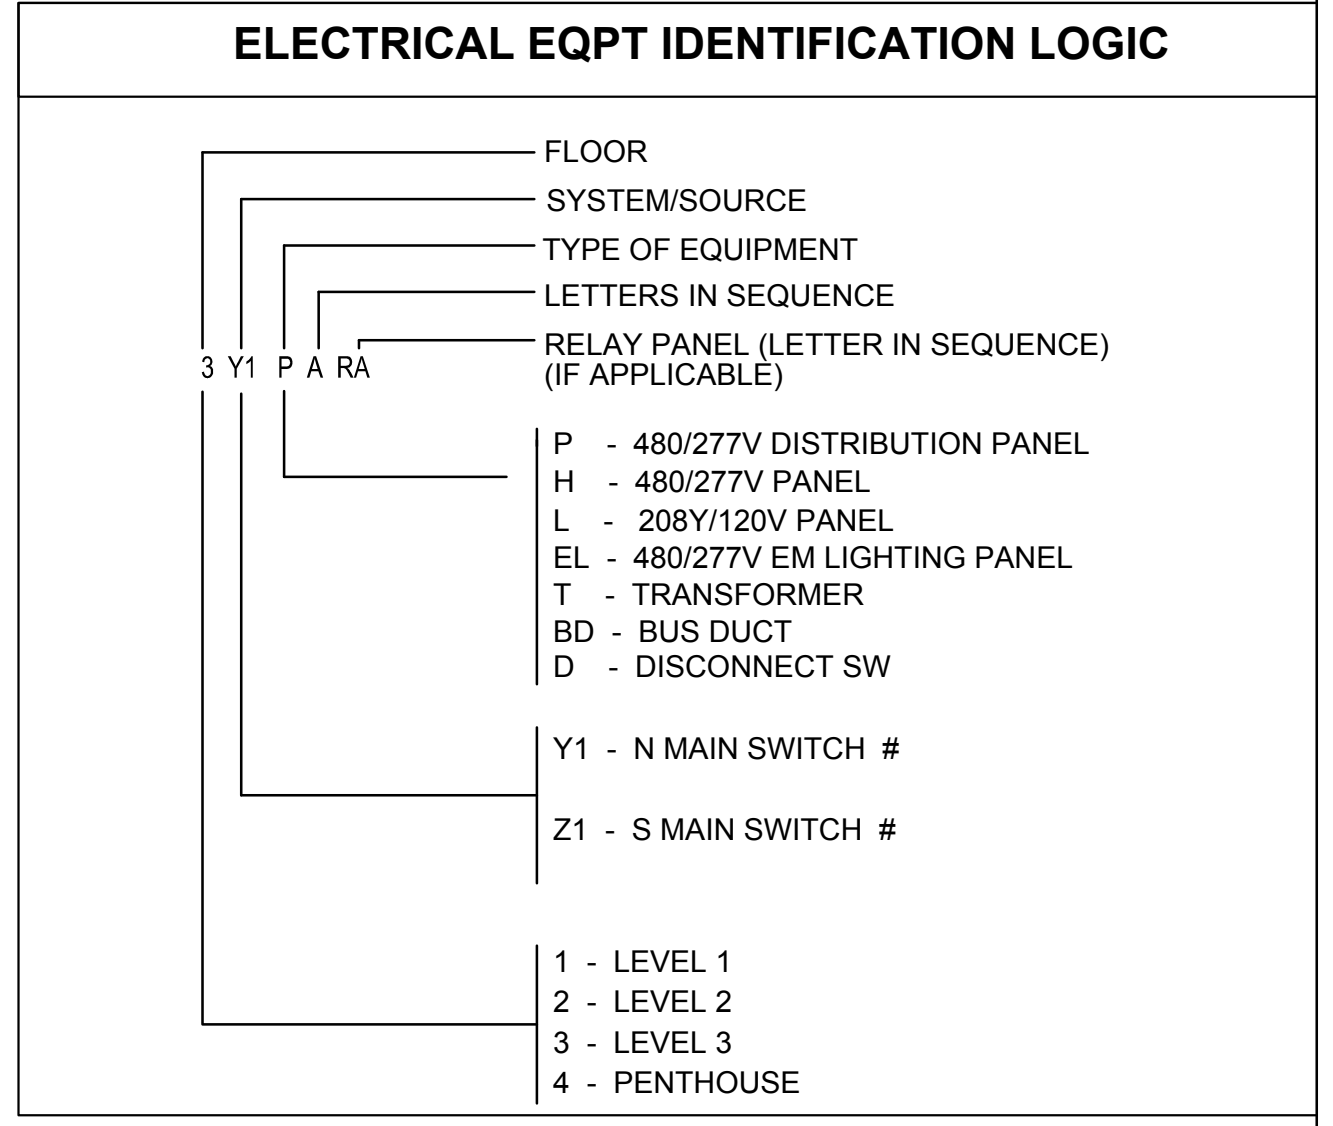 ELECTRICAL EQPT IDENTIFICATION LOGIC
FLOOR
SYSTEM/SOURCE
TYPE OF EQUIPMENT
LETTERS IN SEQUENCE
RELAY PANEL (LETTER IN SEQUENCE)
(IF APPLICABLE)
3 Y1 P A RA
P - 480/277V DISTRIBUTION PANEL
H - 480/277V PANEL
L - 208Y/120V PANEL
EL - 480/277V EM LIGHTING PANEL
T - TRANSFORMER
BD - BUS DUCT
D - DISCONNECT SW
Y1 - N MAIN SWITCH #
Z1 - S MAIN SWITCH #
1 - LEVEL 1
2 - LEVEL 2
3 - LEVEL 3
4 - PENTHOUSE